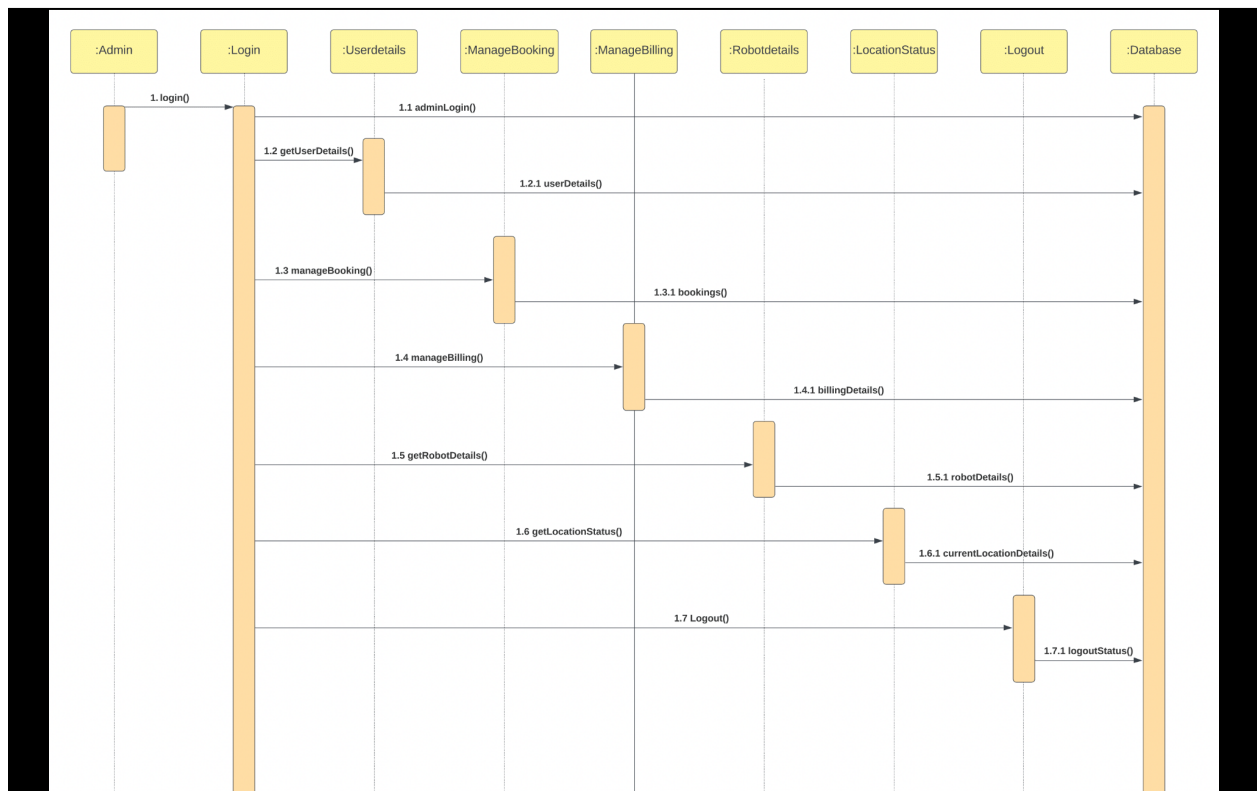 :Admin
:Login
:Userdetails
:ManageBooking
:ManageBilling
:Robotdetails
:LocationStatus
:Logout
:Database
1. login()
1.1 adminLogin()
1.2 getUserDetails()
1.2.1 userDetails()
1.3 manageBooking()
1.3.1 bookings()
1.4 manageBilling()
1.4.1 billingDetails()
1.5 getRobotDetails()
1.5.1 robotDetails()
1.6 getLocationStatus()
1.6.1 currentLocationDetails()
1.7 Logout()
1.7.1 logoutStatus()